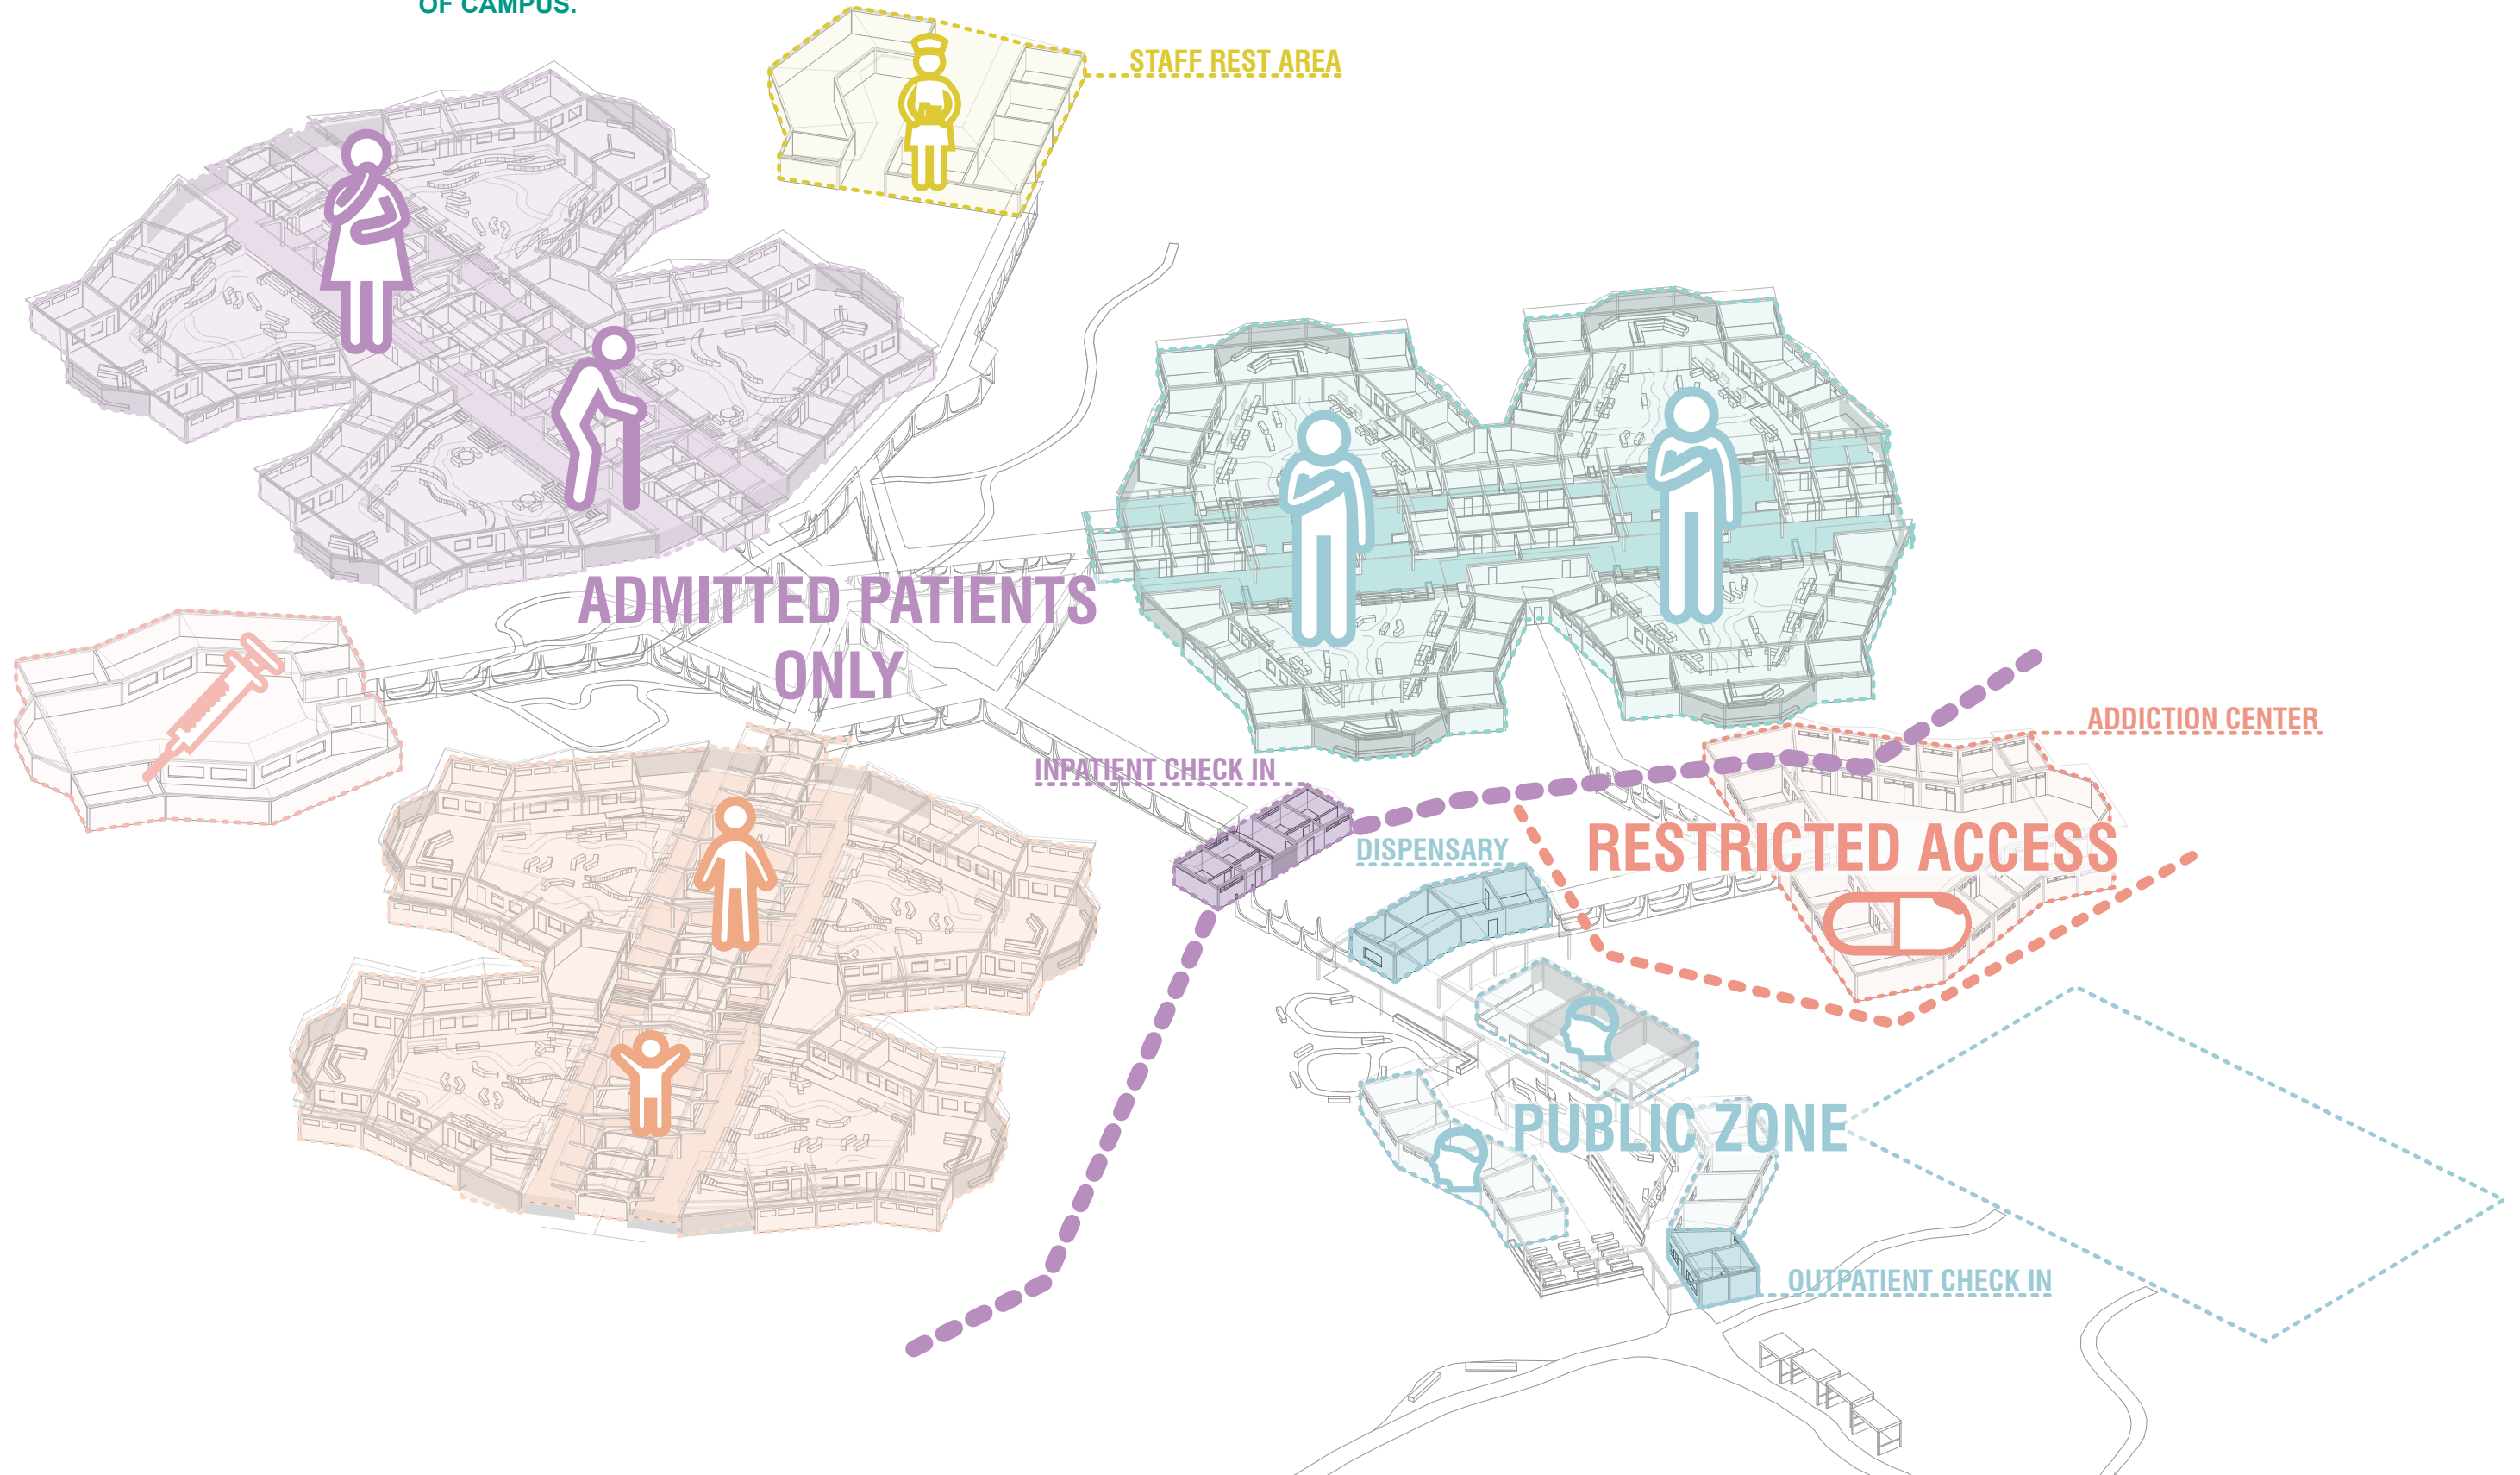 OF CAMPUS.
STAFF REST AREA
ADMITTED PATIENTS
ONLY
INPATIENT CHECK IN
ADDICTION CENTER
DISPENSARY
RESTRICTED ACCESS
PUBLIC ZONE
OUTPATIENT CHECK IN